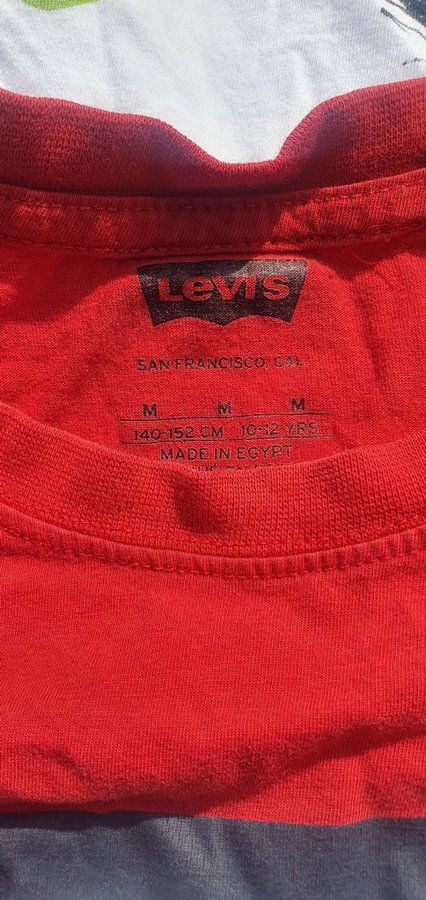 Levi's
SAN FRANCISCO, CAL.
M M M
140-152 CM 10-12 YRS
MADE IN EGYPT